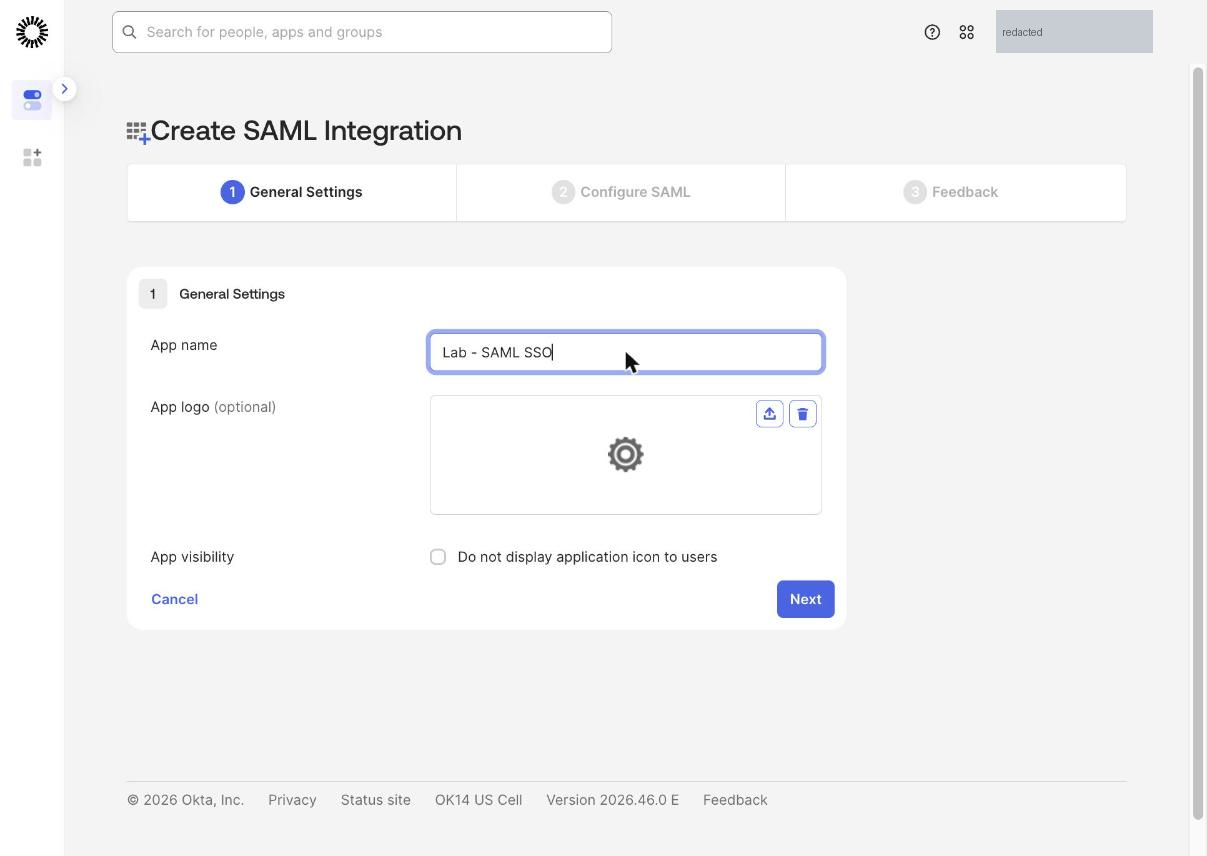 Search for people, apps and groups
redacted
Create SAML Integration
1 General Settings
2 Configure SAML
3 Feedback
1 General Settings
App name
Lab - SAML SSO
App logo (optional)
App visibility
Do not display application icon to users
Cancel
Next
© 2026 Okta, Inc. Privacy Status site OK14 US Cell Version 2026.46.0 E Feedback